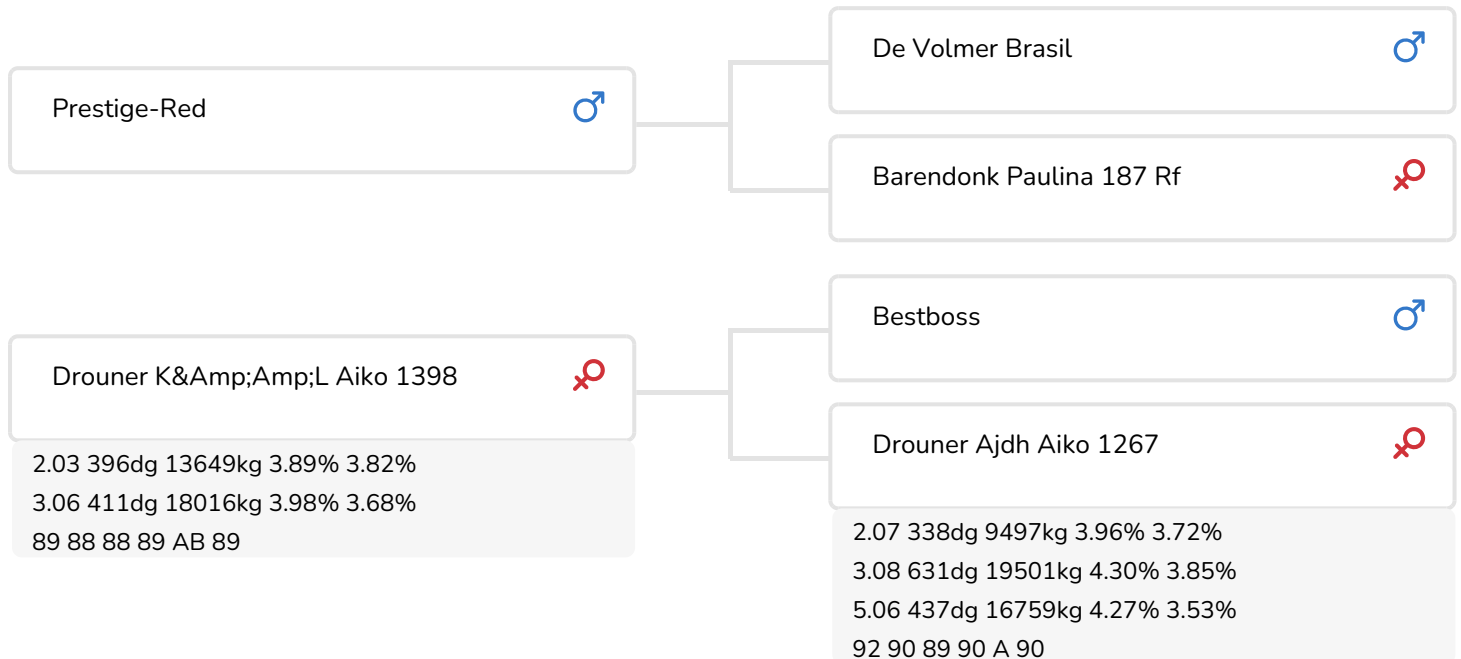 Prestige-Red
De Volmer Brasil
Barendonk Paulina 187 Rf
Drouner K&Amp;Amp;L Aiko 1398
2.03 396dg 13649kg 3.89% 3.82%
3.06 411dg 18016kg 3.98% 3.68%
89 88 88 89 AB 89
Bestboss
Drouner Ajdh Aiko 1267
2.07 338dg 9497kg 3.96% 3.72%
3.08 631dg 19501kg 4.30% 3.85%
5.06 437dg 16759kg 4.27% 3.53%
92 90 89 90 A 90